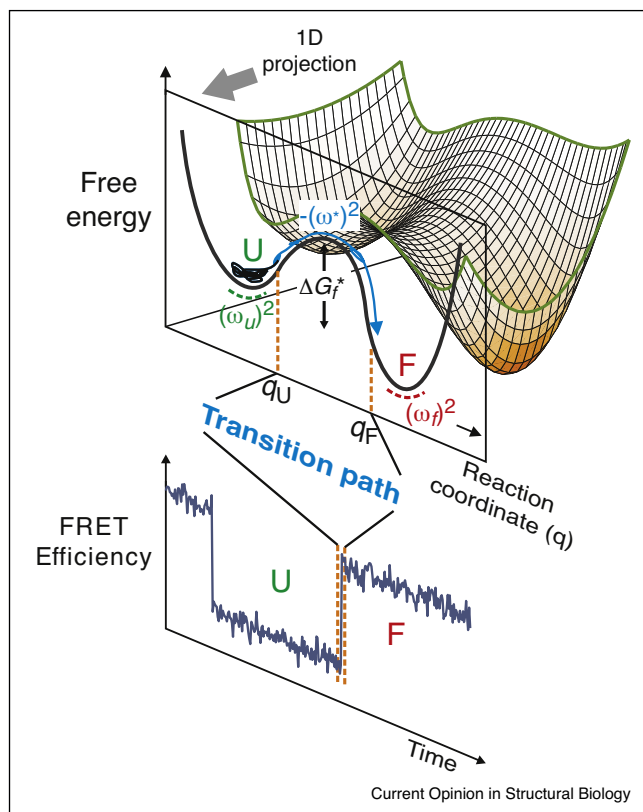 1D
projection
Free
energy
-(ω*)²
U
ΔG_f*
(ω_u)²
F
(ω_f)²
q_U
q_F
Transition path
Reaction
coordinate (q)
FRET
Efficiency
U
F
Time
Current Opinion in Structural Biology